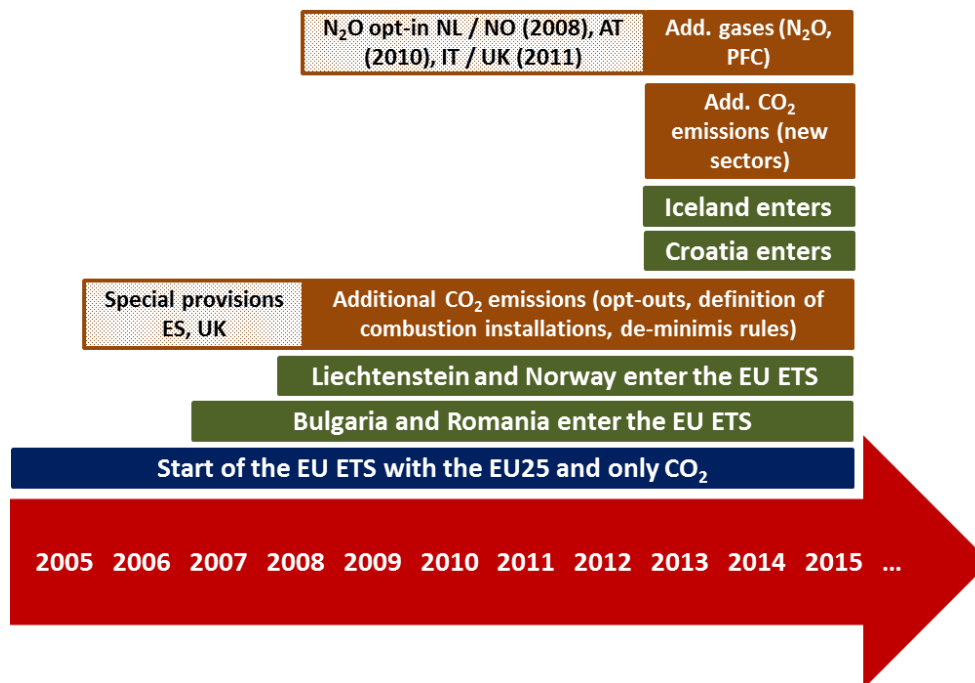 N₂O opt-in NL / NO (2008), AT
(2010), IT / UK (2011)
Add. gases (N₂O,
PFC)
Add. CO₂
emissions (new
sectors)
Iceland enters
Croatia enters
Special provisions
ES, UK
Additional CO₂ emissions (opt-outs, definition of
combustion installations, de-minimis rules)
Liechtenstein and Norway enter the EU ETS
Bulgaria and Romania enter the EU ETS
Start of the EU ETS with the EU25 and only CO₂
2005 2006 2007 2008 2009 2010 2011 2012 2013 2014 2015 ...